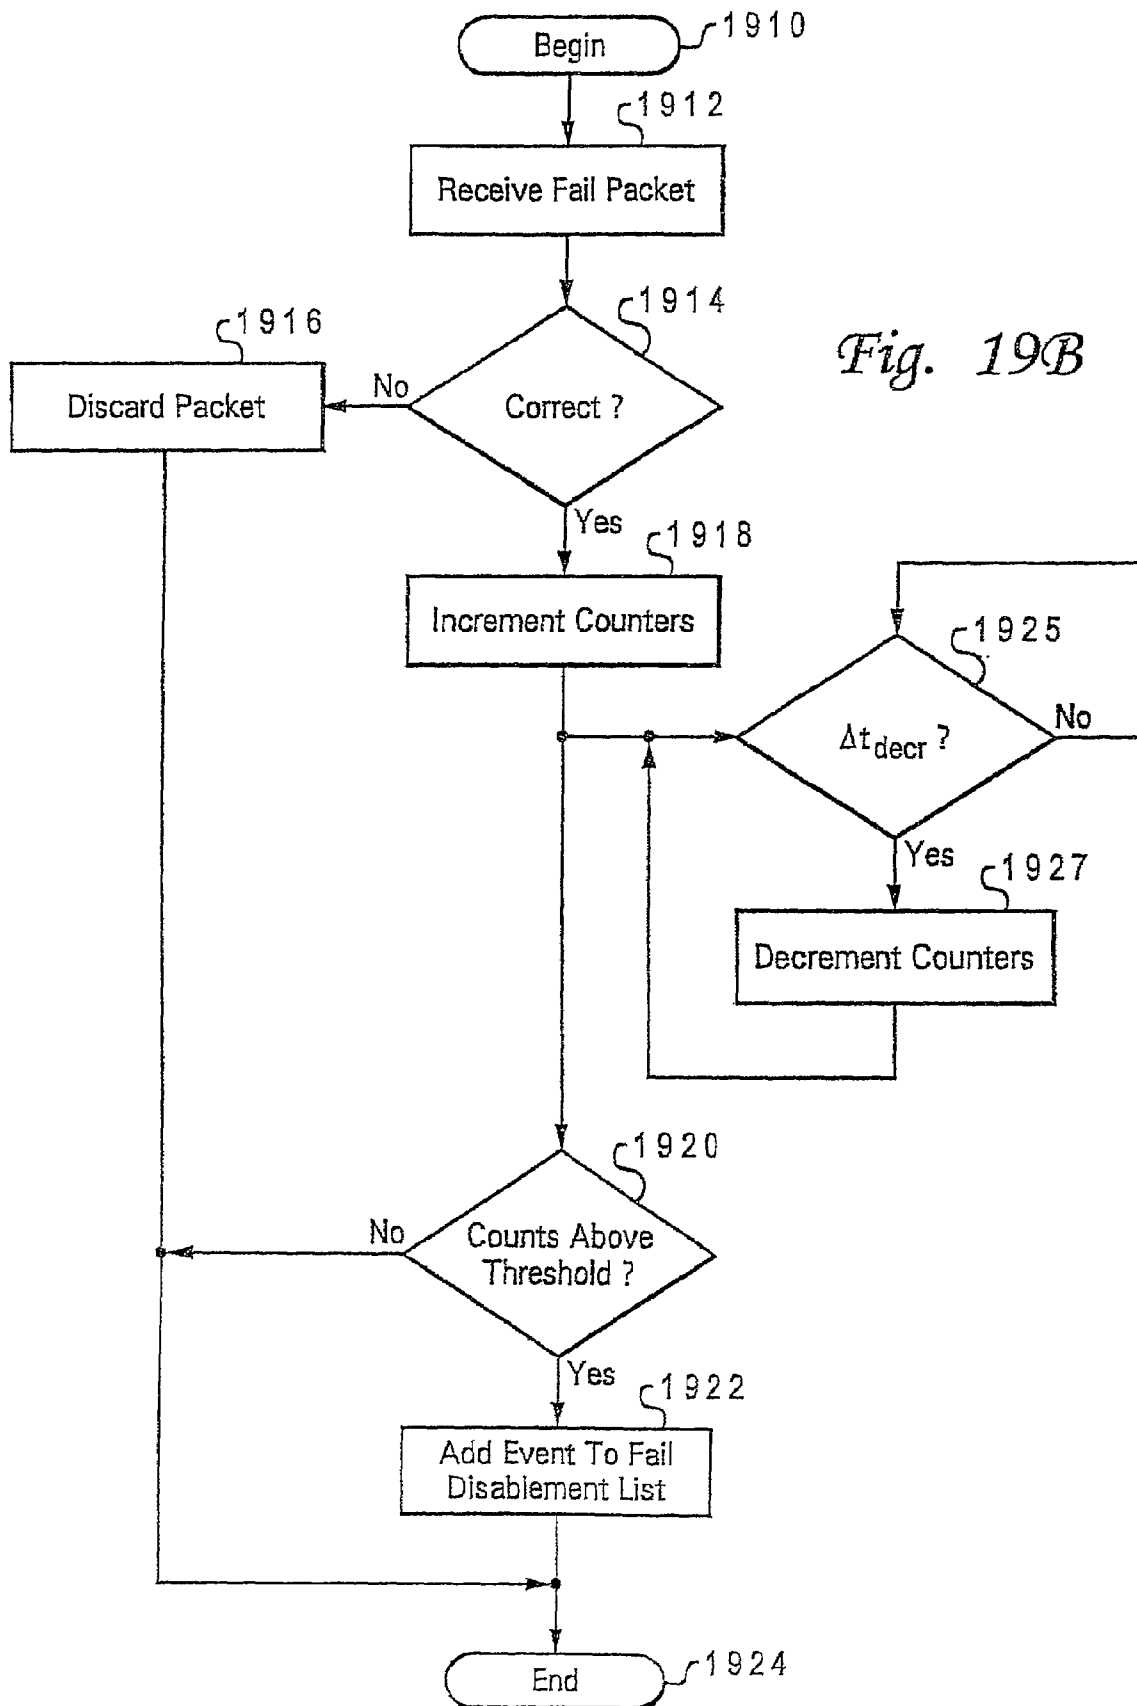 Begin
1910
1912
Receive Fail Packet
1914
Fig. 19B
1916
No
Discard Packet
Correct ?
Yes
1918
Increment Counters
1925
No
Δtdecr ?
Yes
1927
Decrement Counters
1920
No
Counts Above
Threshold ?
Yes
1922
Add Event To Fail
Disablement List
End
1924